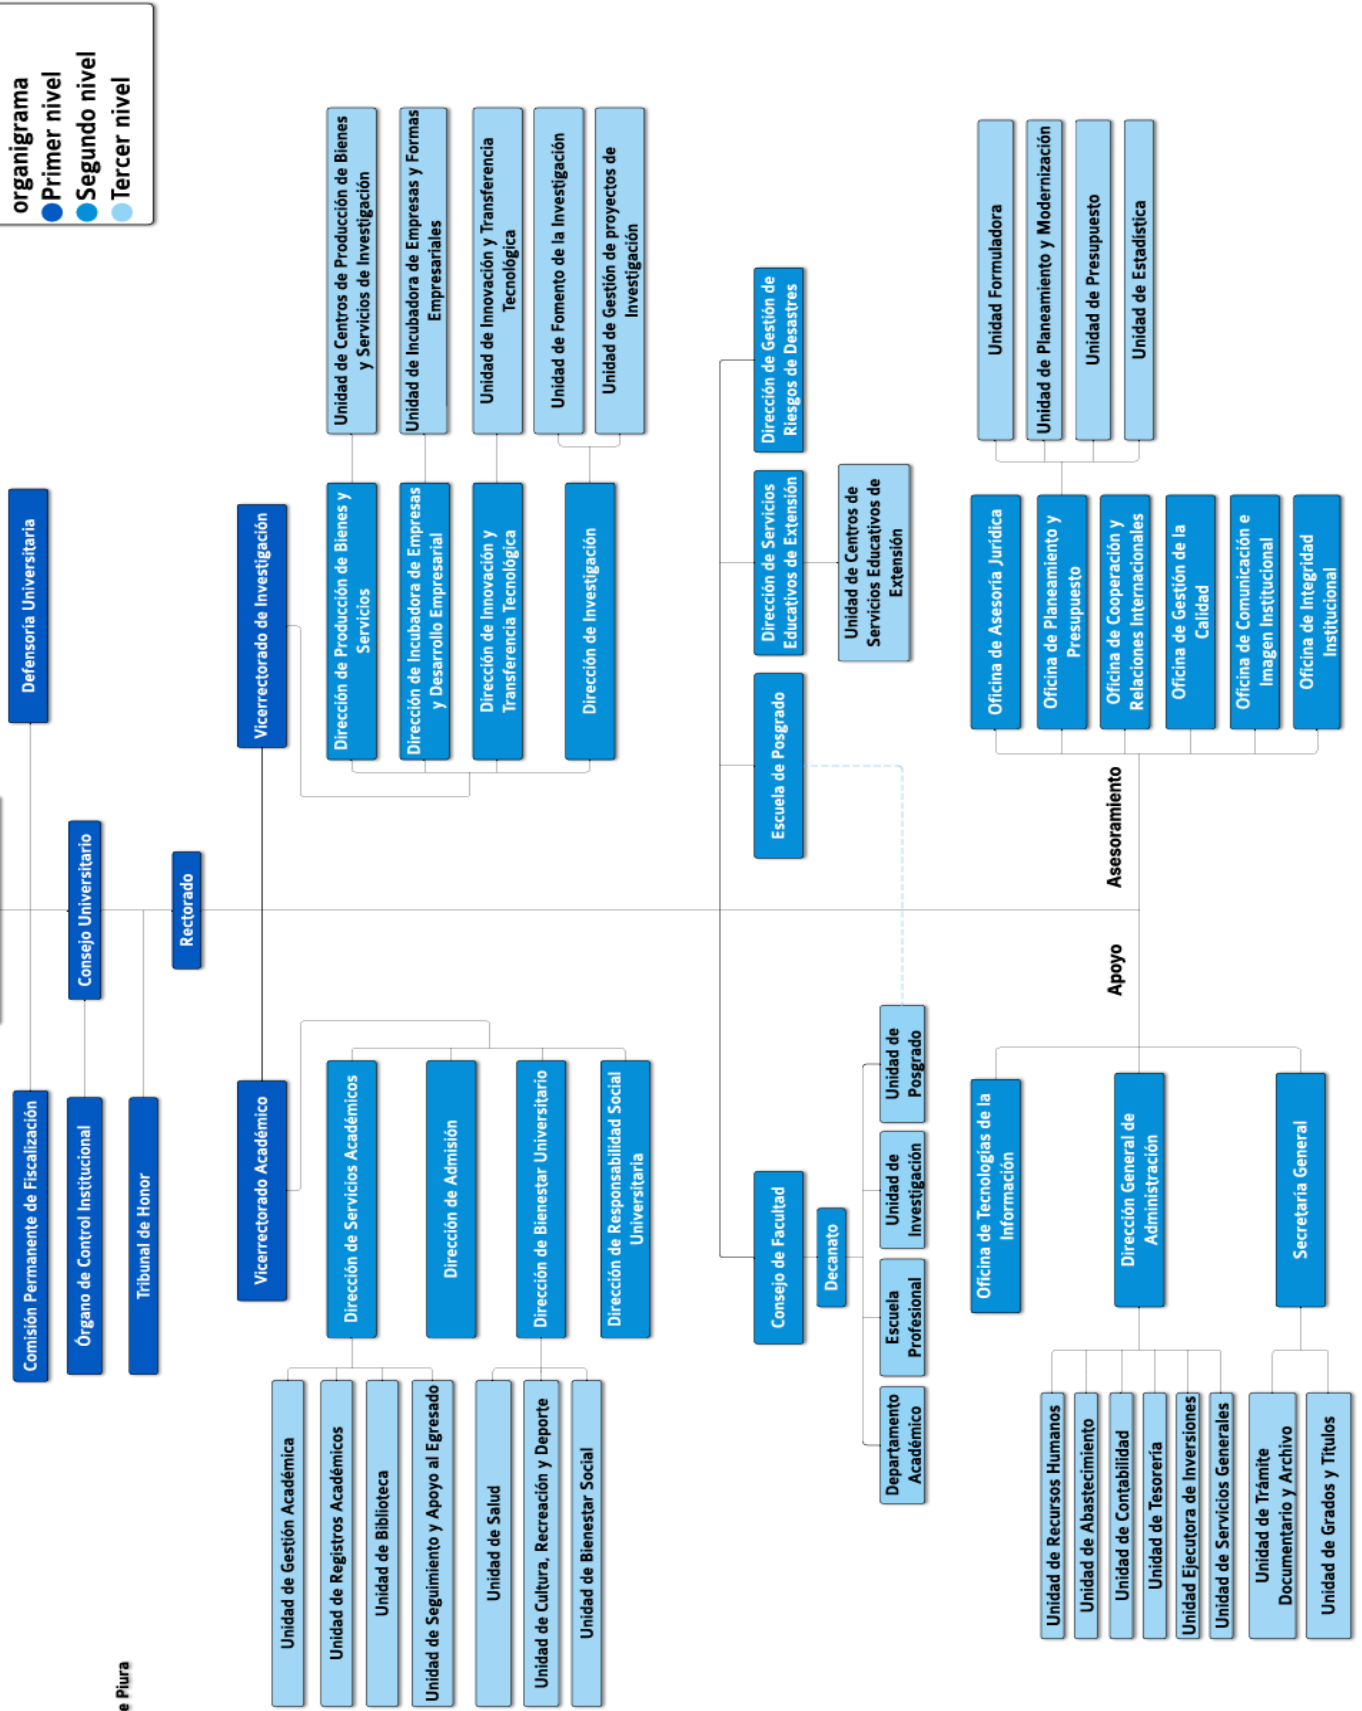 organigrama
Primer nivel
Segundo nivel
Tercer nivel
e Piura
Defensoría Universitaria
Comisión Permanente de Fiscalización
Consejo Universitario
Órgano de Control Institucional
Tribunal de Honor
Rectorado
Vicerrectorado Académico
Vicerrectorado de Investigación
Dirección de Servicios Académicos
Dirección de Admisión
Dirección de Bienestar Universitario
Dirección de Responsabilidad Social
Universitaria
Unidad de Gestión Académica
Unidad de Registros Académicos
Unidad de Biblioteca
Unidad de Seguimiento y Apoyo al Egresado
Unidad de Salud
Unidad de Cultura, Recreación y Deporte
Unidad de Bienestar Social
Dirección de Producción de Bienes y
Servicios
Dirección de Incubadora de Empresas
y Desarrollo Empresarial
Dirección de Innovación y
Transferencia Tecnológica
Dirección de Investigación
Unidad de Centros de Producción de Bienes
y Servicios de Investigación
Unicad de Incubadora de Empresas y Formas
Empresariales
Unidad de Innovación y Transferencia
Tecnológica
Unidad de Fomento de la Investigación
Unidad de Gestión de proyectos de
Investigación
Consejo de Facultad
Decanato
Departamento
Académico
Escuela
Profesional
Unidad de
Investigación
Unidad de
Posgrado
Escuela de Posgrado
Dirección de Servicios
Educativos de Extensión
Unidad de Centros de
Servicios Educativos de
Extensión
Dirección de Gestión de
Riesgos de Desastres
Apoyo
Asesoramiento
Oficina de Tecnologías de la
Información
Dirección General de
Administración
Secretaría General
Unidad de Recursos Humanos
Unidad de Abastecimiento
Unidad de Contabilidad
Unidad de Tesorería
Unidad Ejecutora de Inversiones
Unidad de Servicios Generales
Unidad de Trámite
Documentario y Archivo
Unidad de Grados y Títulos
Oficina de Asesoría Jurídica
Oficina de Planeamiento y
Presupuesto
Oficina de Cooperación y
Relaciones Internacionales
Oficina de Gestión de la
Calidad
Oficina de Comunicación e
Imagen Institucional
Oficina de Integridad
Institucional
Unidad Formuladora
Unidad de Planeamiento y Modernización
Unidad de Presupuesto
Unidad de Estadística